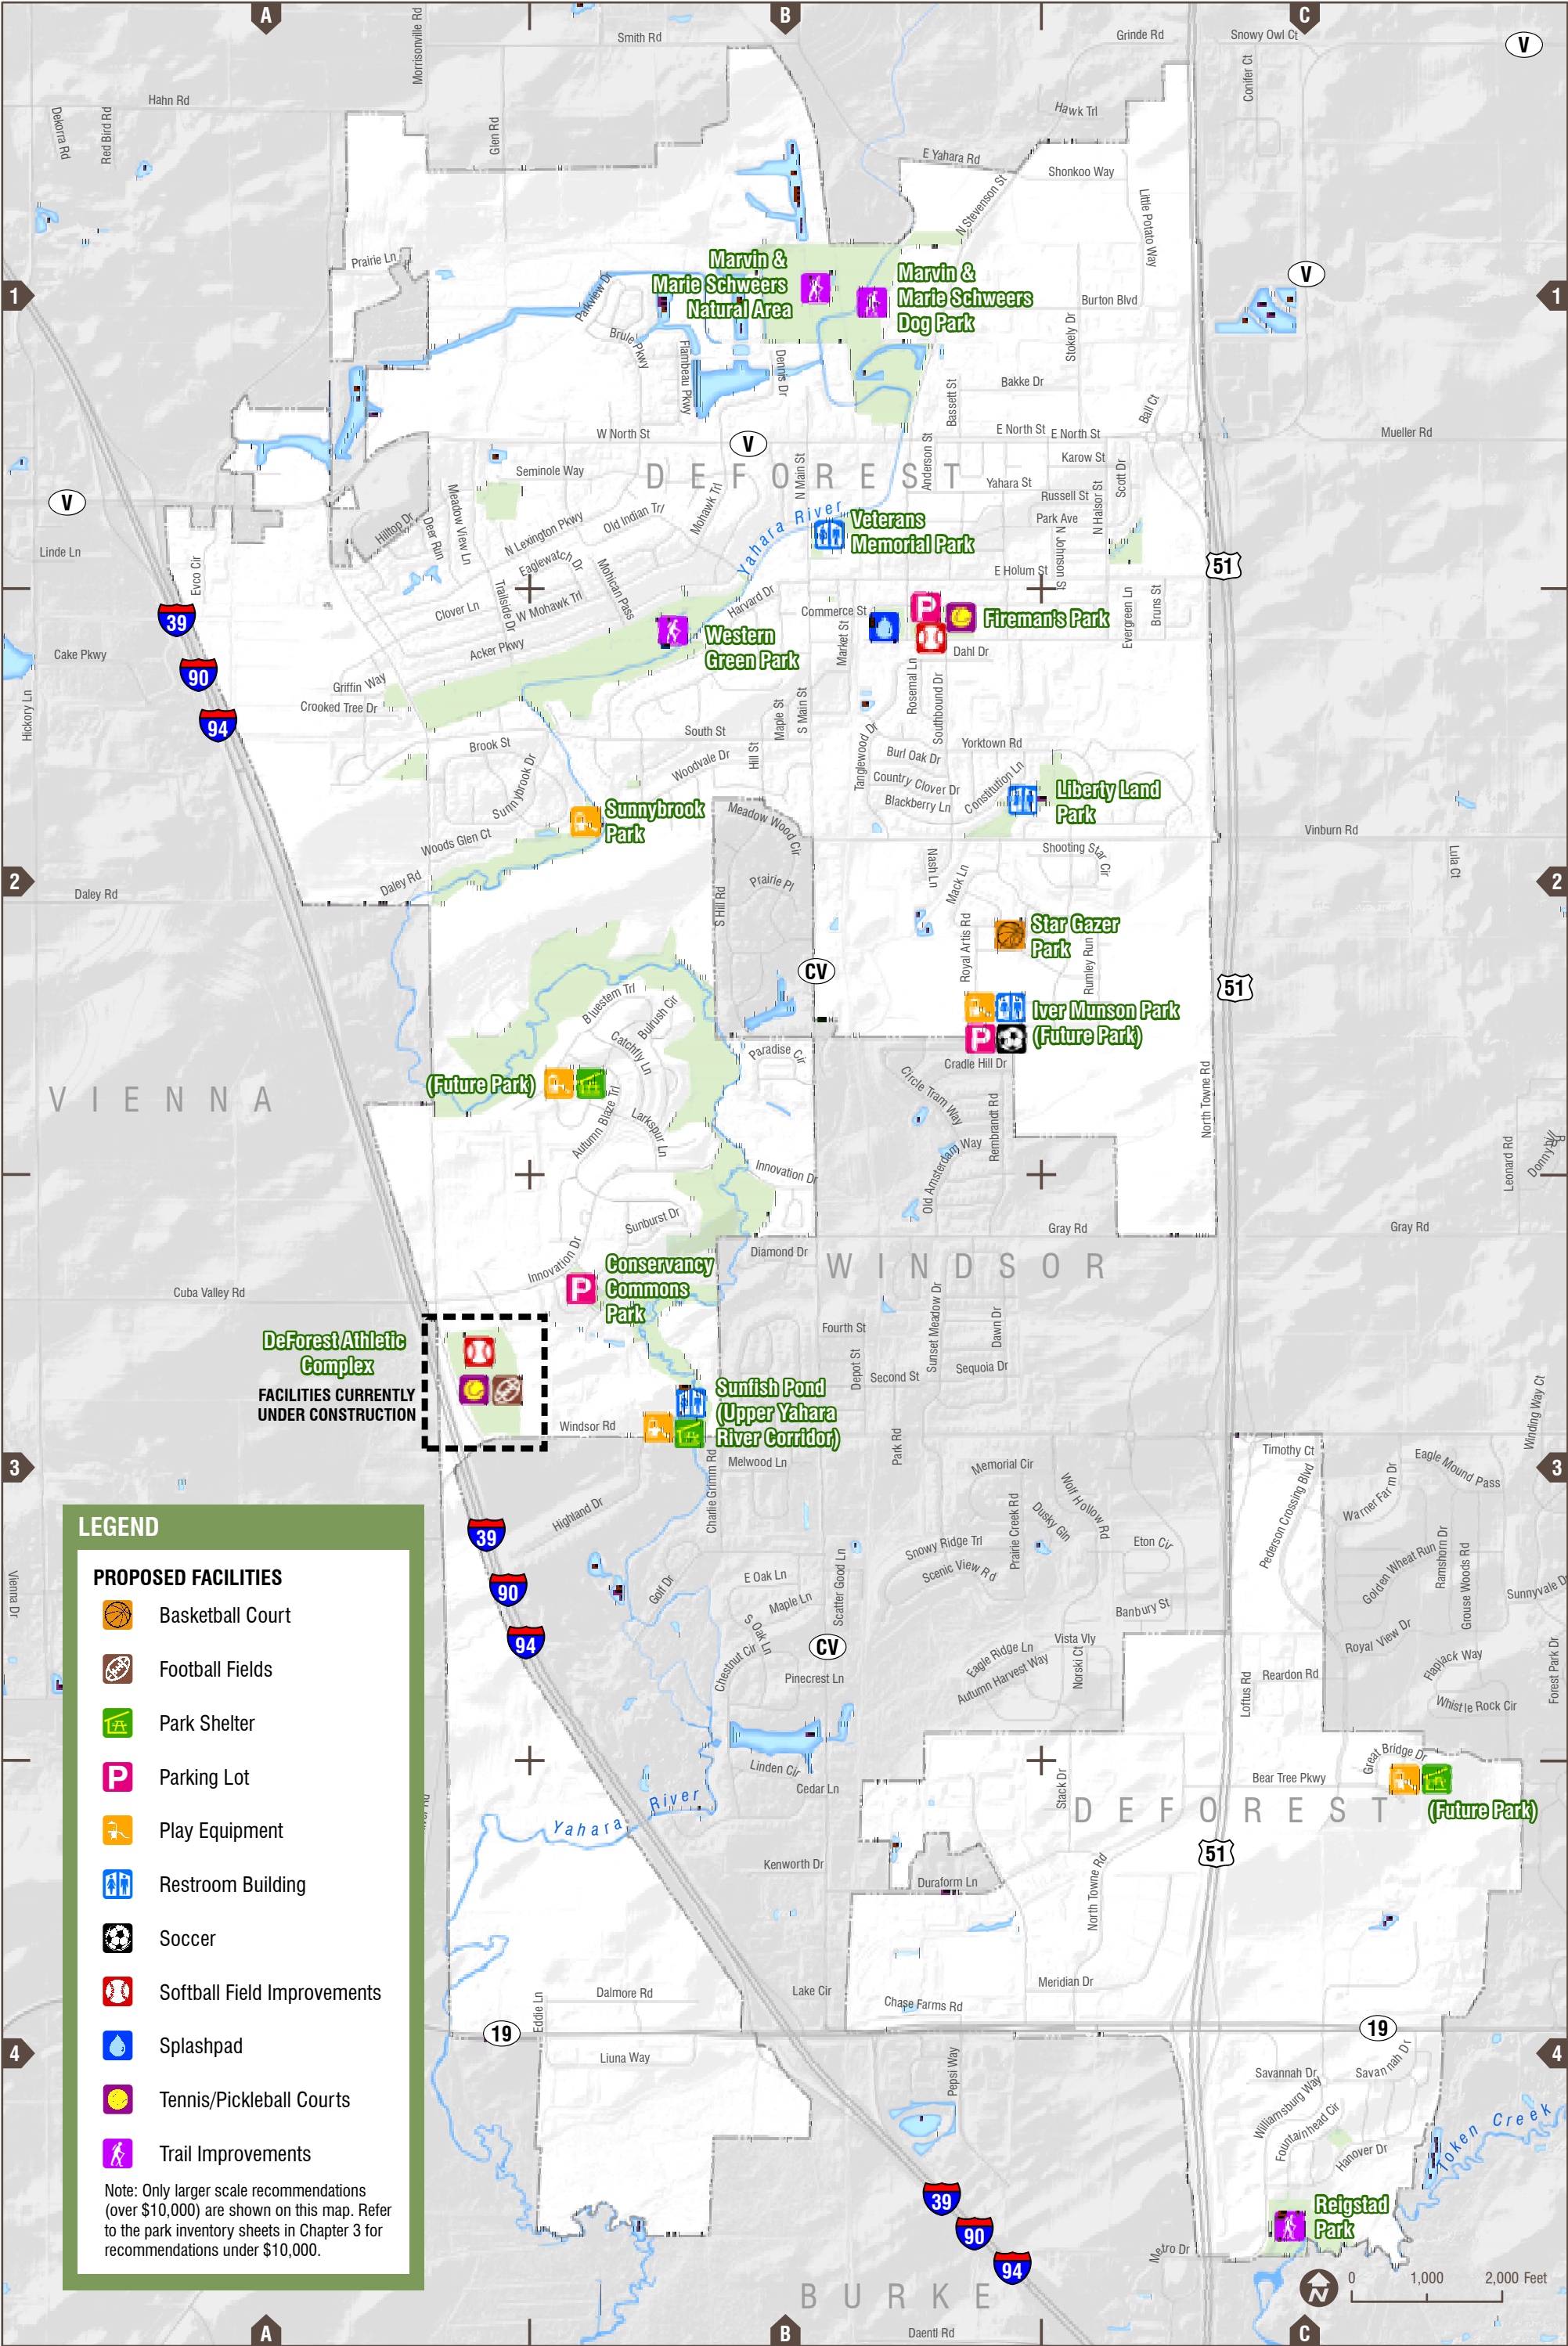 A
B
C
Morrisonville Rd
Smith Rd
Grinde Rd
Snowy Owl Ct
V
Conifer Ct
Hahn Rd
Dekorra Rd
Red Bird Rd
Glen Rd
Hawk Trl
E Yahara Rd
Shonkoo Way
N Stevenson St
Little Potato Way
Prairie Ln
Marvin &
Marie Schweers
Natural Area
Marvin &
Marie Schweers
Dog Park
V
1
1
Parkview Dr
Brule Pkwy
Flambeau Pkwy
Dennis Dr
Burton Blvd
Stokely Dr
Bakke Dr
Bassett St
Ball Ct
W North St
V
E North St
E North St
Mueller Rd
Anderson St
N Main St
Karow St
Scott Dr
Seminole Way
DEFOREST
Yahara St
Russell St
N Halsor St
V
Meadow View Ln
Hilltop Dr
Deer Run
N Lexington Pkwy
Old Indian Trl
Mohawk Trl
Yahara River
Veterans
Memorial Park
Park Ave
N Johnson St
Linde Ln
Evco Cir
Eaglewatch Dr
Mohican Pass
E Holum St
51
Clover Ln
Trailside Dr
W Mohawk Trl
Harvard Dr
Commerce St
Market St
P
Fireman's Park
Evergreen Ln
Bruns St
39
90
94
Cake Pkwy
Acker Pkwy
Western
Green Park
Dahl Dr
Hickory Ln
Griffin Way
Crooked Tree Dr
Rosemal Ln
Southbound Dr
Maple St
S Main St
Brook St
South St
Hill St
Woodvale Dr
Tanglewood Dr
Yorktown Rd
Burl Oak Dr
Country Clover Dr
Blackberry Ln
Constitution Ln
Sunnybrook Dr
Sunnybrook
Park
Liberty Land
Park
Woods Glen Ct
Meadow Wood Cir
Vinburn Rd
Shooting Star Cir
Lula Ct
2
2
Daley Rd
Daley Rd
Prairie Pl
S Hill Rd
Nash Ln
Mack Ln
Royal Artis Rd
Star Gazer
Park
Rumley Run
CV
51
Bluestem Trl
Bulrush Cir
Catchfly Ln
P
Iver Munson Park
(Future Park)
Paradise Cir
Cradle Hill Dr
(Future Park)
Autumn Blaze Trl
Larkspur Ln
Circle Tram Way
Rembrandt Rd
North Towne Rd
VIENNA
Old Amsterdam Way
Leonard Rd
Innovation Dr
Sunburst Dr
Gray Rd
Gray Rd
Innovation Dr
Diamond Dr
WINDSOR
Cuba Valley Rd
P
Conservancy
Commons
Park
Fourth St
Sunset Meadow Dr
Dawn Dr
DeForest Athletic
Complex
FACILITIES CURRENTLY
UNDER CONSTRUCTION
Depot St
Second St
Sequoia Dr
Sunfish Pond
(Upper Yahara
River Corridor)
Windsor Rd
Park Rd
Winding Way Ct
Melwood Ln
Charlie Grimm Rd
Timothy Ct
Eagle Mound Pass
Memorial Cir
Warner Farm Dr
Pederson Crossing Blvd
3
3
Highland Dr
39
90
94
Prairie Creek Rd
Dusky Gln
Wolf Hollow Rd
Eton Cir
Snowy Ridge Trl
Scenic View Rd
Golden Wheat Run
Ramshorn Dr
Grouse Woods Rd
Vienna Dr
Golf Dr
E Oak Ln
Maple Ln
S Oak Ln
Scatter Good Ln
Banbury St
Sunnyvale D
CV
Chestnut Cir
Pinecrest Ln
Eagle Ridge Ln
Autumn Harvest Way
Vista Vly
Norski Ct
Loftus Rd
Reardon Rd
Royal View Dr
Flapjack Way
Whistle Rock Cir
Forest Park Dr
Linden Cir
Cedar Ln
Stack Dr
Bear Tree Pkwy
Great Bridge Dr
(Future Park)
DEFOREST
Yahara River
51
Kenworth Dr
Duraform Ln
North Towne Rd
Eddie Ln
Dalmore Rd
Lake Cir
Chase Farms Rd
Meridian Dr
19
19
4
4
Liuna Way
Pepsi Way
Savannah Dr
Savannah Dr
Williamsburg Way
Fountainhead Cir
Hanover Dr
Token Creek
39
90
94
Reigstad
Park
Metro Dr
N
0 1,000 2,000 Feet
BURKE
Daentl Rd
A
B
C
LEGEND
PROPOSED FACILITIES
Basketball Court
Football Fields
Park Shelter
P Parking Lot
Play Equipment
Restroom Building
Soccer
Softball Field Improvements
Splashpad
Tennis/Pickleball Courts
Trail Improvements
Note: Only larger scale recommendations
(over $10,000) are shown on this map. Refer
to the park inventory sheets in Chapter 3 for
recommendations under $10,000.